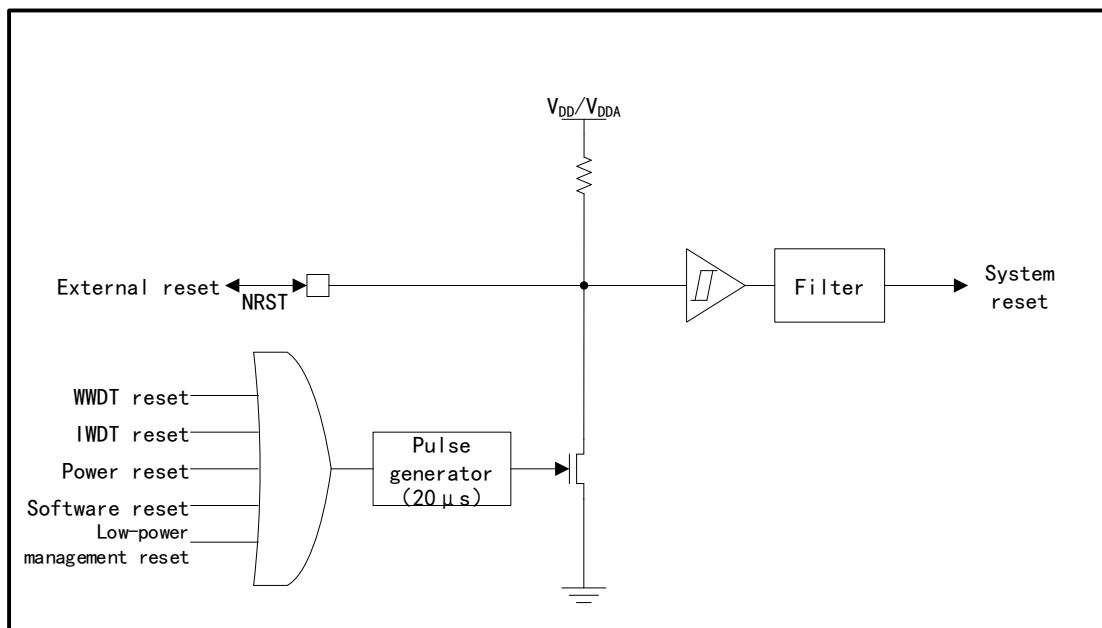 VDD/VDDA
External reset
NRST
Filter
System
reset
WWDT reset
IWDT reset
Power reset
Software reset
Low-power
management reset
Pulse
generator
(20μs)